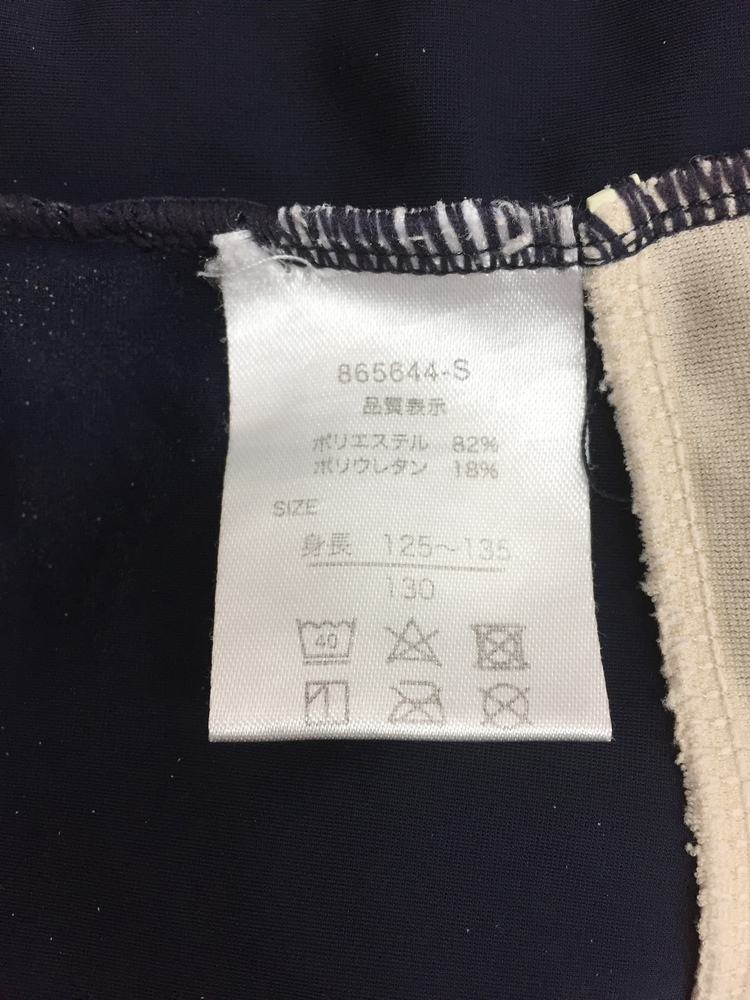 865644-S
品質表示
ポリエステル 82%
ポリウレタン 18%
SIZE
身長 125〜135
130
40